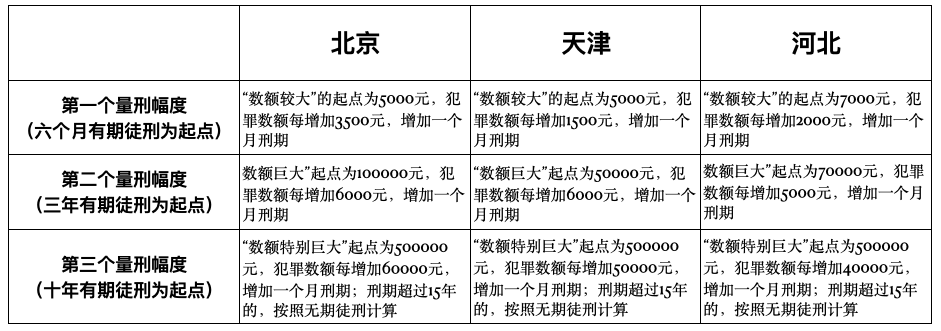 北京
天津
河北
第一个量刑幅度
（六个月有期徒刑为起点）
“数额较大”的起点为5000元，犯
罪数额每增加3500元，增加一个
月刑期
“数额较大”的起点为5000元，犯
罪数额每增加1500元，增加一个
月刑期
“数额较大”的起点为7000元，犯
罪数额每增加2000元，增加一个
月刑期
第二个量刑幅度
（三年有期徒刑为起点）
数额巨大”起点为100000元，犯
罪数额每增加6000元，增加一个
月刑期
“数额巨大”起点为50000元，犯
罪数额每增加6000元，增加一个
月刑期
数额巨大”起点为70000元，犯罪
数额每增加5000元，增加一个月
刑期
第三个量刑幅度
（十年有期徒刑为起点）
“数额特别巨大”起点为500000
元，犯罪数额每增加60000元，
增加一个月刑期；刑期超过15年
的，按照无期徒刑计算
“数额特别巨大”起点为500000
元，犯罪数额每增加50000元，
增加一个月刑期；刑期超过15年
的，按照无期徒刑计算
“数额特别巨大”起点为500000
元，犯罪数额每增加40000元，
增加一个月刑期；刑期超过15年
的，按照无期徒刑计算